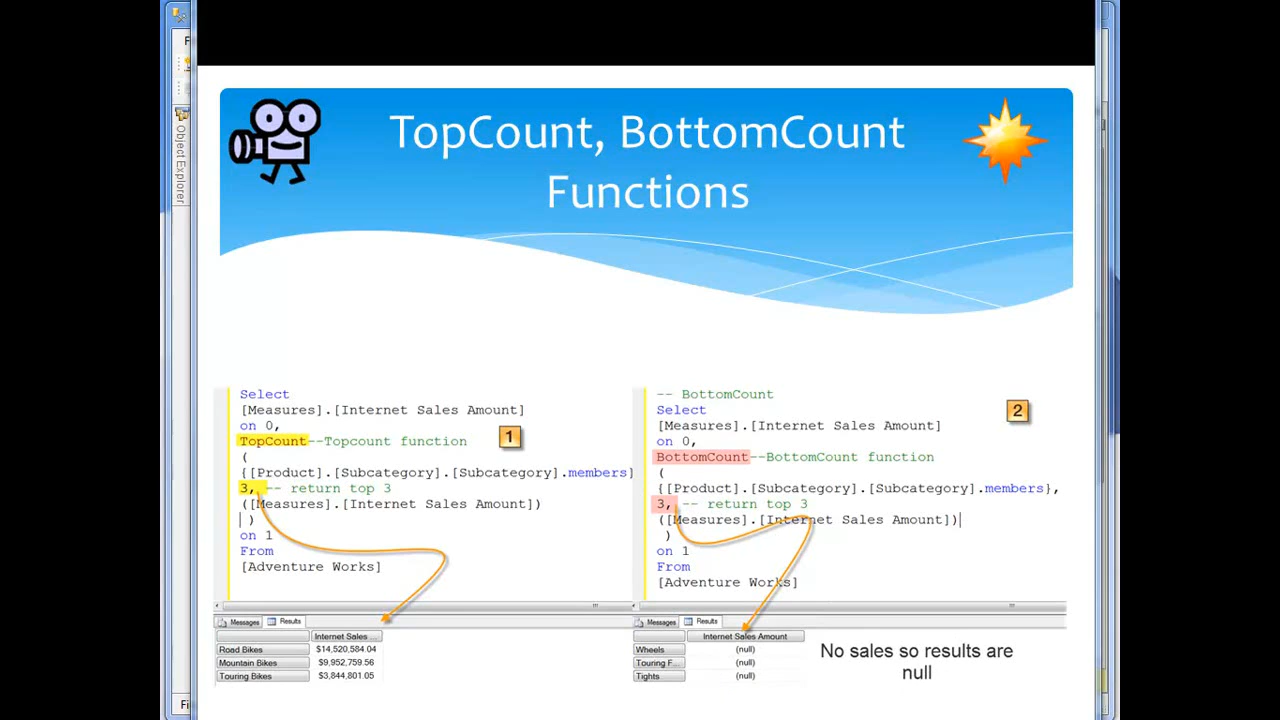 F
Object Explorer
TopCount, BottomCount
Functions
Select
[Measures].[Internet Sales Amount]
on 0,
TopCount--Topcount function
(
{[Product].[Subcategory].[Subcategory].members}
3, -- return top 3
([Measures].[Internet Sales Amount])
)
on 1
From
[Adventure Works]
1
Messages Results
Internet Sales ...
Road Bikes $14,520,584.04
Mountain Bikes $9,952,759.56
Touring Bikes $3,844,801.05
-- BottomCount
Select
[Measures].[Internet Sales Amount]
on 0,
BottomCount--BottomCount function
(
{[Product].[Subcategory].[Subcategory].members},
3, -- return top 3
([Measures].[Internet Sales Amount])
)
on 1
From
[Adventure Works]
2
Messages Results
Internet Sales Amount
Wheels (null)
Touring F... (null)
Tights (null)
No sales so results are
null
Fi